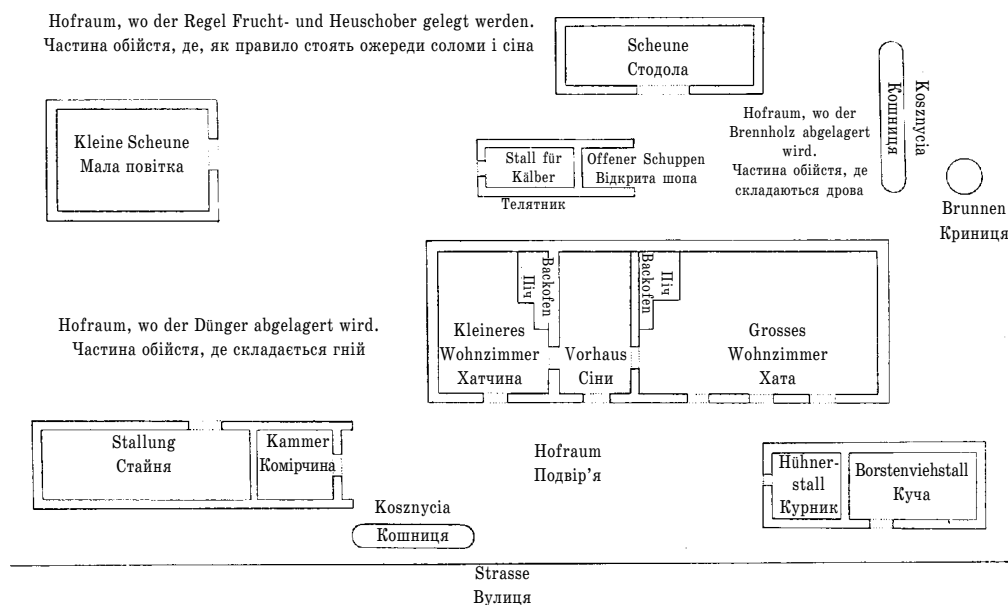 Hofraum, wo der Regel Frucht- und Heuschober gelegt werden.
Частина обійстя, де, як правило стоять ожереди соломи і сіна
Scheune
Стодола
Кошниця
Kosznycia
Kleine Scheune
Мала повітка
Stall für
Kälber
Телятник
Offener Schuppen
Відкрита шопа
Hofraum, wo der
Brennholz abgelagert
wird.
Частина обійстя, де
складаються дрова
Brunnen
Криниця
Hofraum, wo der Dünger abgelagert wird.
Частина обійстя, де складається гній
Піч
Backofen
Kleineres
Wohnzimmer
Хатчина
Vorhaus
Сіни
Backofen
Піч
Grosses
Wohnzimmer
Хата
Stallung
Стайня
Kammer
Комірчина
Kosznycia
Кошниця
Hofraum
Подвір'я
Hühner-
stall
Курник
Borstenviehstall
Куча
Strasse
Вулиця